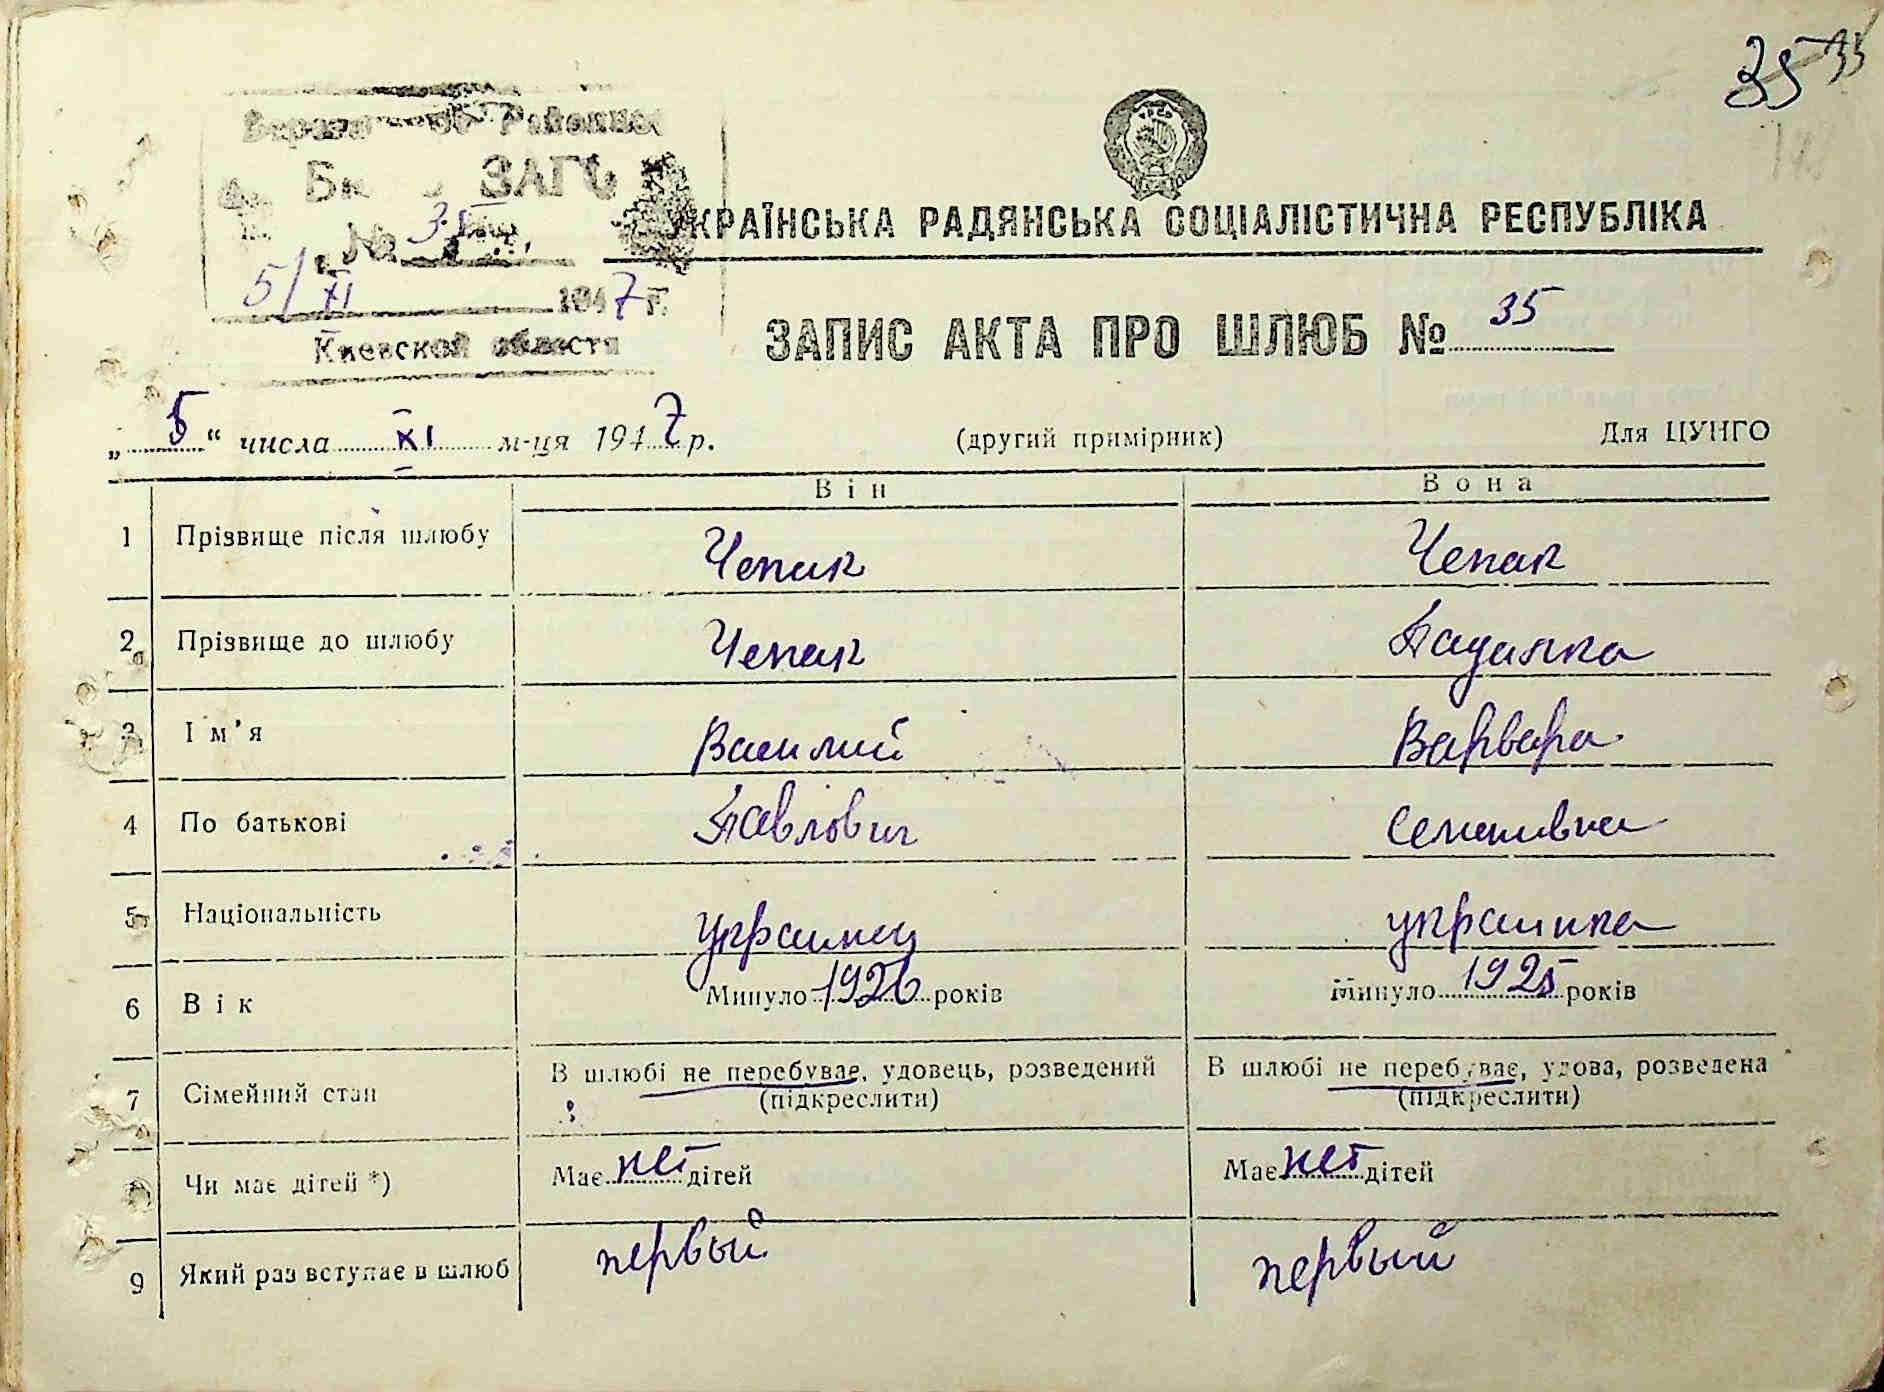 35 35
Районное
ЗАГС
№ 35
5/XI 1947 г.
Киевской области
УКРАЇНСЬКА РАДЯНСЬКА СОЦІАЛІСТИЧНА РЕСПУБЛІКА
ЗАПИС АКТА ПРО ШЛЮБ № 35
„5“ числа XI м-ця 1947 р. (другий примірник) Для ЦУНГО
Він Вона
1 Прізвище після шлюбу Чепак Чепак
2 Прізвище до шлюбу Чепак
3 Ім'я Василий Варвара
4 По батькові Павлович Семеновна
5 Національність украинец украинка
6 Вік Минуло 1926 років Минуло 1925 років
7 Сімейний стан В шлюбі не перебуває, удовець, розведений В шлюбі не перебуває, удова, розведена
(підкреслити) (підкреслити)
8 Чи має дітей *) Має нет дітей Має нет дітей
9 Який раз вступає в шлюб первый первый